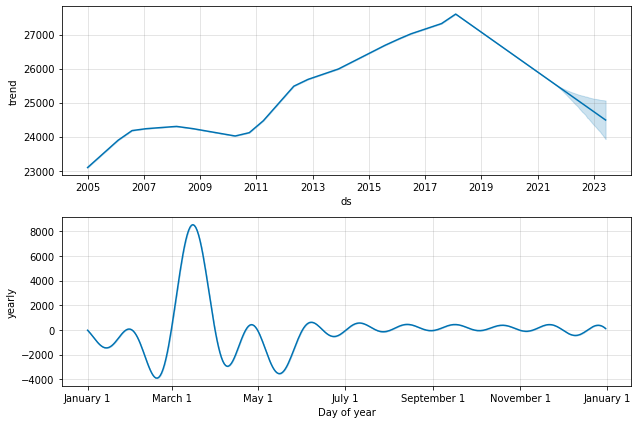 27000
26000
25000
24000
23000
trend
2005 2007 2009 2011 2013 2015 2017 2019 2021 2023
ds
8000
6000
4000
2000
0
−2000
−4000
yearly
January 1 March 1 May 1 July 1 September 1 November 1 January 1
Day of year